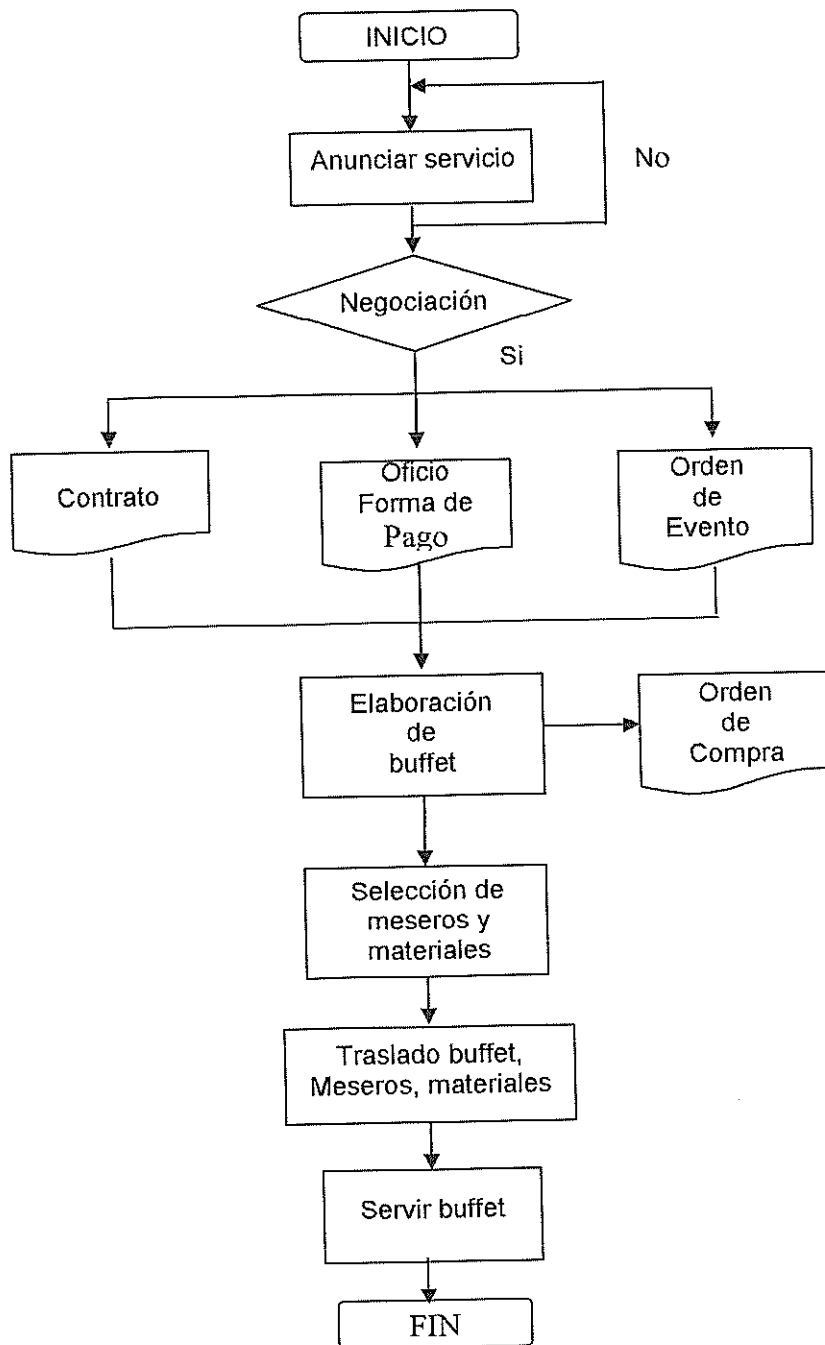 INICIO
Anunciar servicio
No
Negociación
Si
Contrato
Oficio
Forma de
Pago
Orden
de
Evento
Elaboración
de
buffet
Orden
de
Compra
Selección de
meseros y
materiales
Traslado buffet,
Meseros, materiales
Servir buffet
FIN